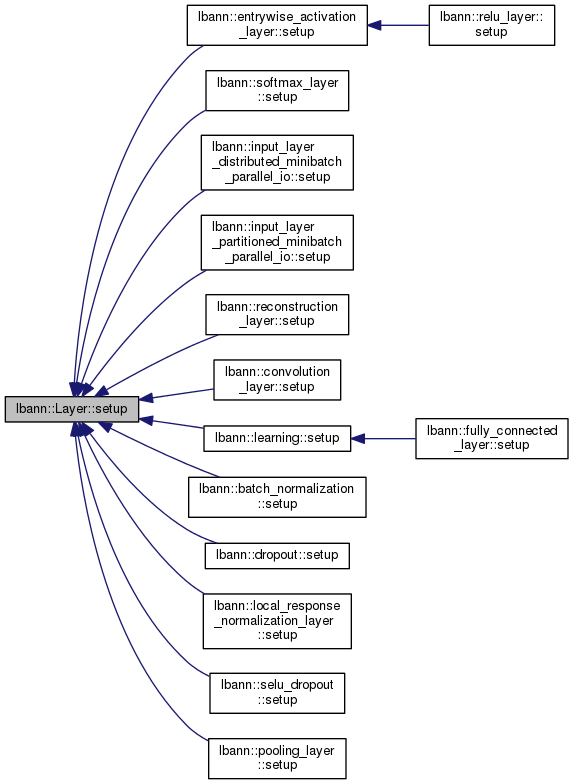 lbann::entrywise_activation
_layer::setup
lbann::relu_layer::
setup
lbann::softmax_layer
::setup
lbann::input_layer
_distributed_minibatch
_parallel_io::setup
lbann::input_layer
_partitioned_minibatch
_parallel_io::setup
lbann::reconstruction
_layer::setup
lbann::convolution
_layer::setup
lbann::Layer::setup
lbann::learning::setup
lbann::fully_connected
_layer::setup
lbann::batch_normalization
::setup
lbann::dropout::setup
lbann::local_response
_normalization_layer
::setup
lbann::selu_dropout
::setup
lbann::pooling_layer
::setup